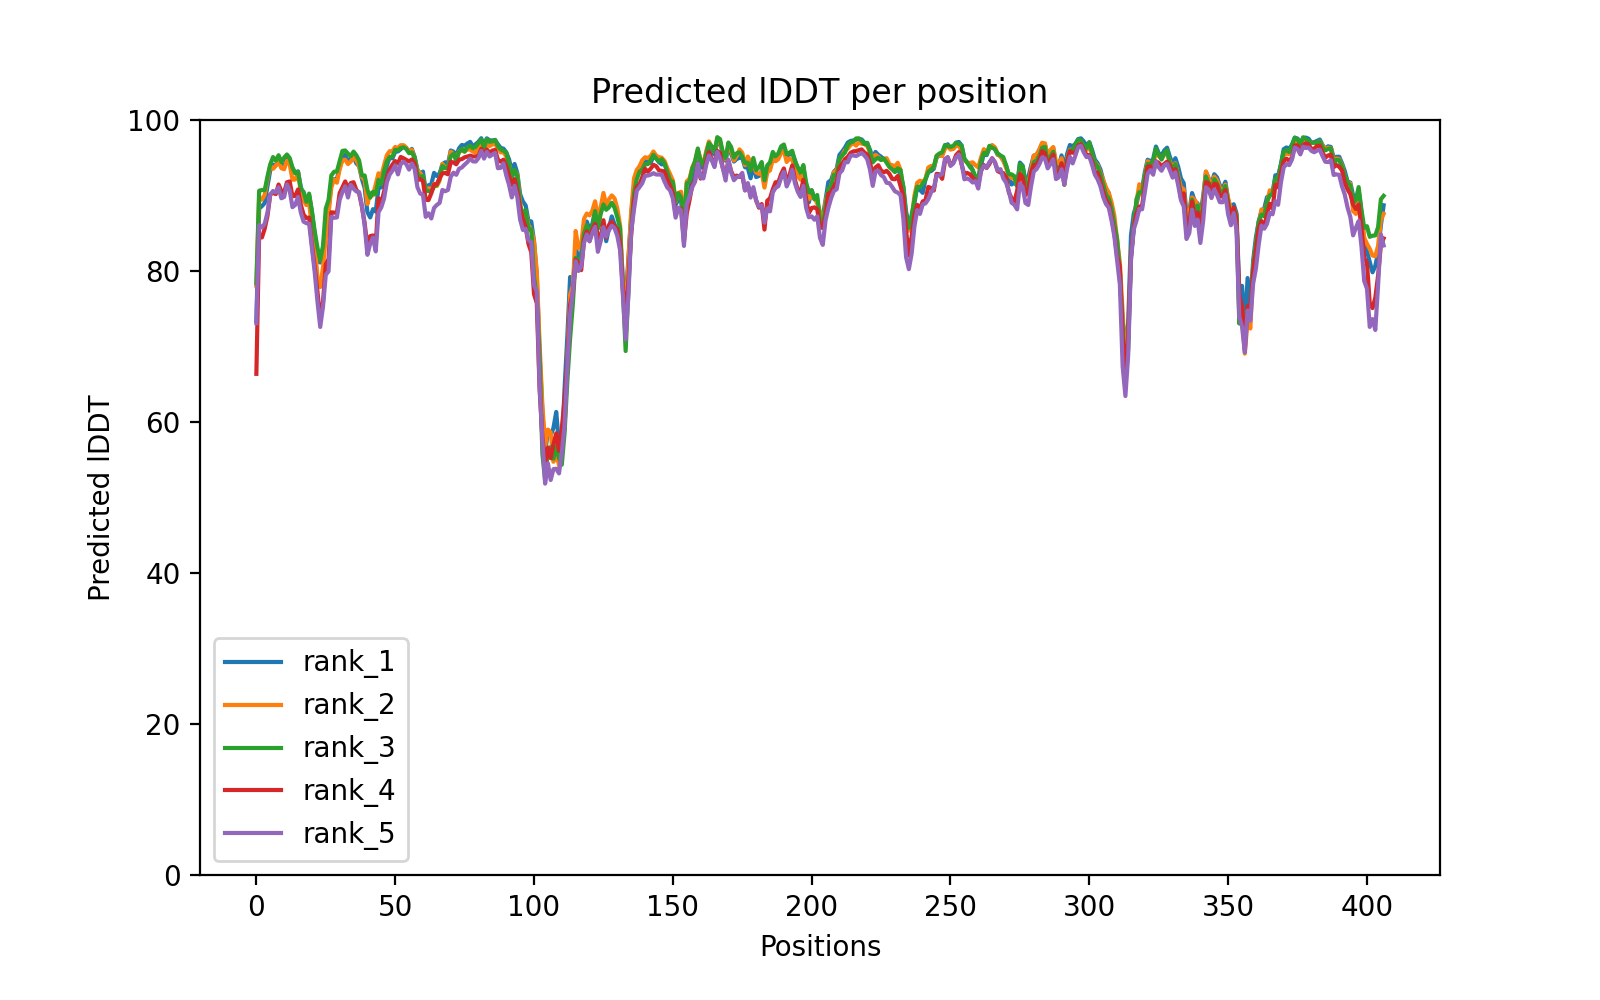 Predicted lDDT per position
100
80
60
40
20
0
Predicted lDDT
rank_1
rank_2
rank_3
rank_4
rank_5
0 50 100 150 200 250 300 350 400
Positions